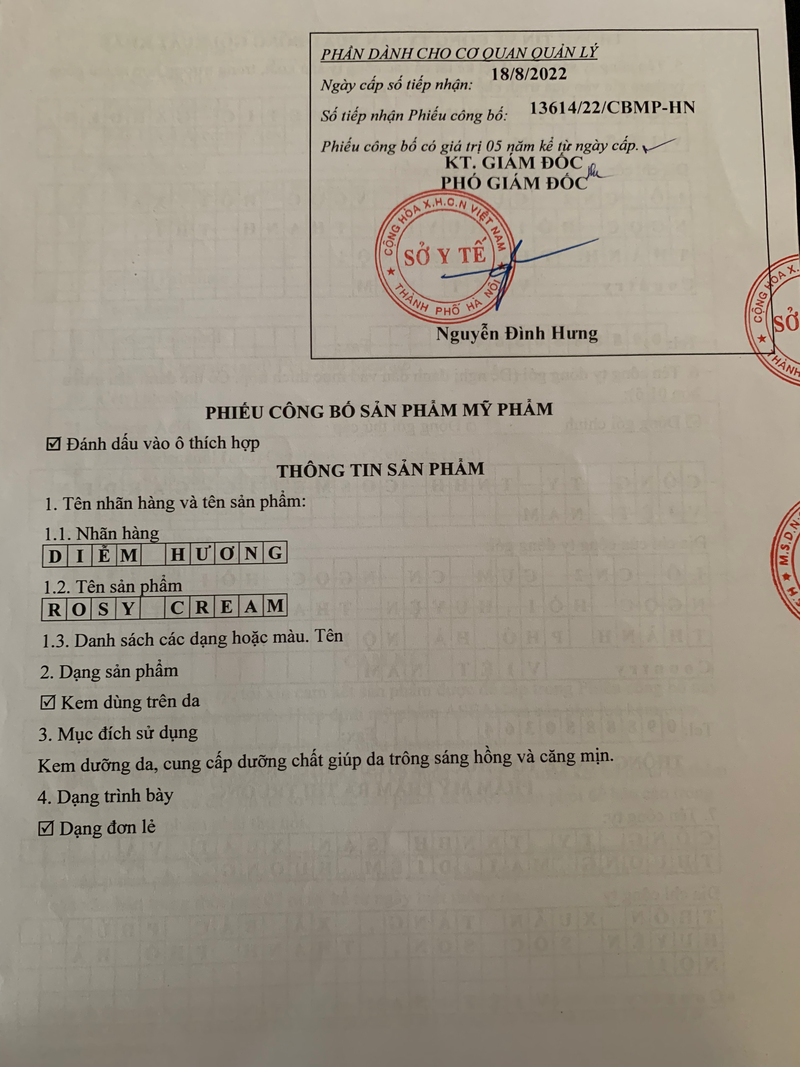 PHẦN DÀNH CHO CƠ QUAN QUẢN LÝ
Ngày cấp số tiếp nhận: 18/8/2022
Số tiếp nhận Phiếu công bố: 13614/22/CBMP-HN
Phiếu công bố có giá trị 05 năm kể từ ngày cấp.
KT. GIÁM ĐỐC
PHÓ GIÁM ĐỐC
CỘNG HÒA X.H.C.N VIỆT NAM
SỞ Y TẾ
THÀNH PHỐ HÀ NỘI
Nguyễn Đình Hưng
CỘNG HÒA X.
SỞ
THÀNH
M.S.D.N
PHIẾU CÔNG BỐ SẢN PHẨM MỸ PHẨM
☑ Đánh dấu vào ô thích hợp
THÔNG TIN SẢN PHẨM
1. Tên nhãn hàng và tên sản phẩm:
1.1. Nhãn hàng
DIỄM HƯƠNG
1.2. Tên sản phẩm
ROSY CREAM
1.3. Danh sách các dạng hoặc màu. Tên
2. Dạng sản phẩm
☑ Kem dùng trên da
3. Mục đích sử dụng
Kem dưỡng da, cung cấp dưỡng chất giúp da trông sáng hồng và căng mịn.
4. Dạng trình bày
☑ Dạng đơn lẻ